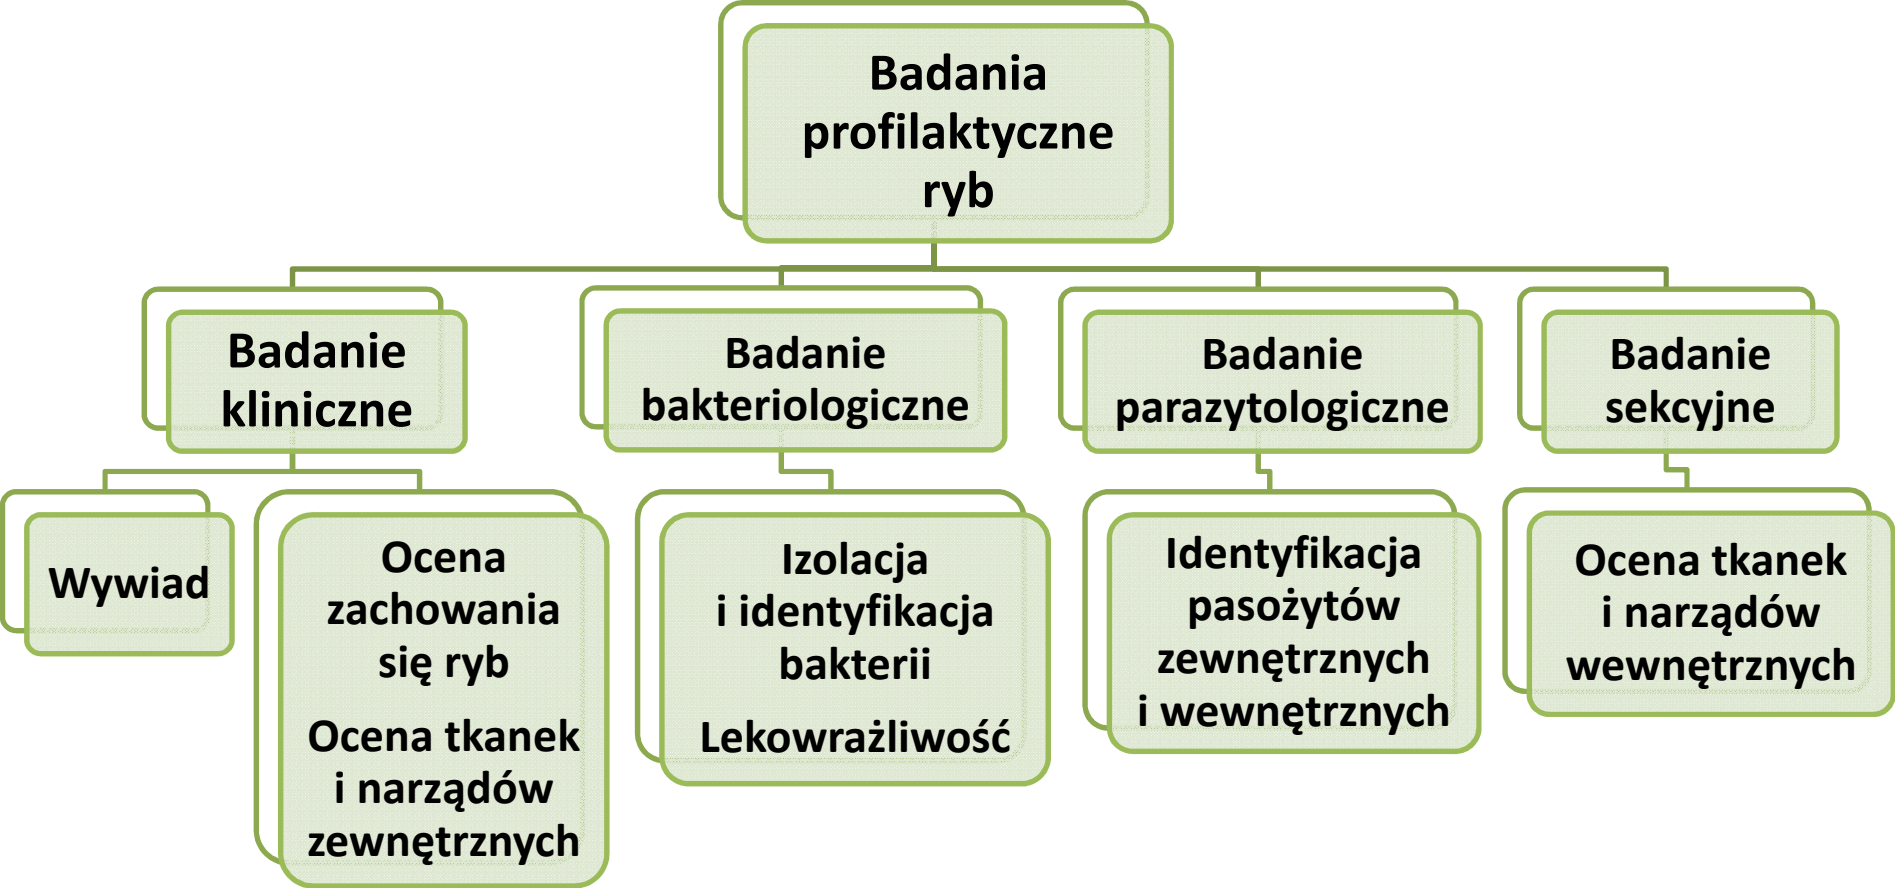 Badania
profilaktyczne
ryb
Badanie
kliniczne
Badanie
bakteriologiczne
Badanie
parazytologiczne
Badanie
sekcyjne
Wywiad
Ocena
zachowania
się ryb
Ocena tkanek
i narządów
zewnętrznych
Izolacja
i identyfikacja
bakterii
Lekowrażliwość
Identyfikacja
pasożytów
zewnętrznych
i wewnętrznych
Ocena tkanek
i narządów
wewnętrznych